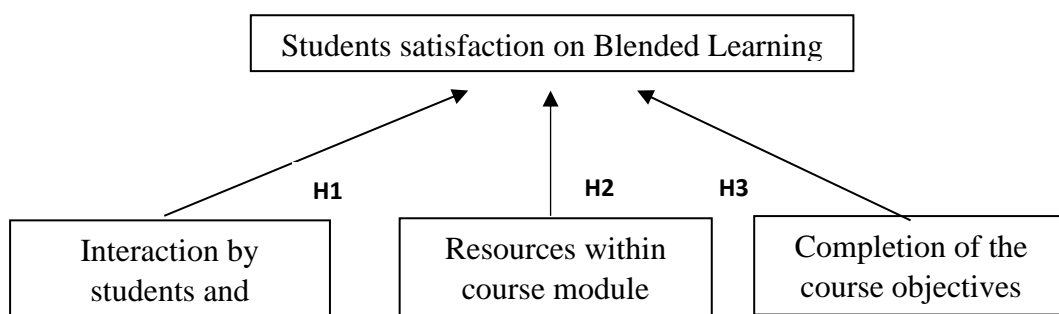 Students satisfaction on Blended Learning
H1
H2
H3
Interaction by
students and
Resources within
course module
Completion of the
course objectives